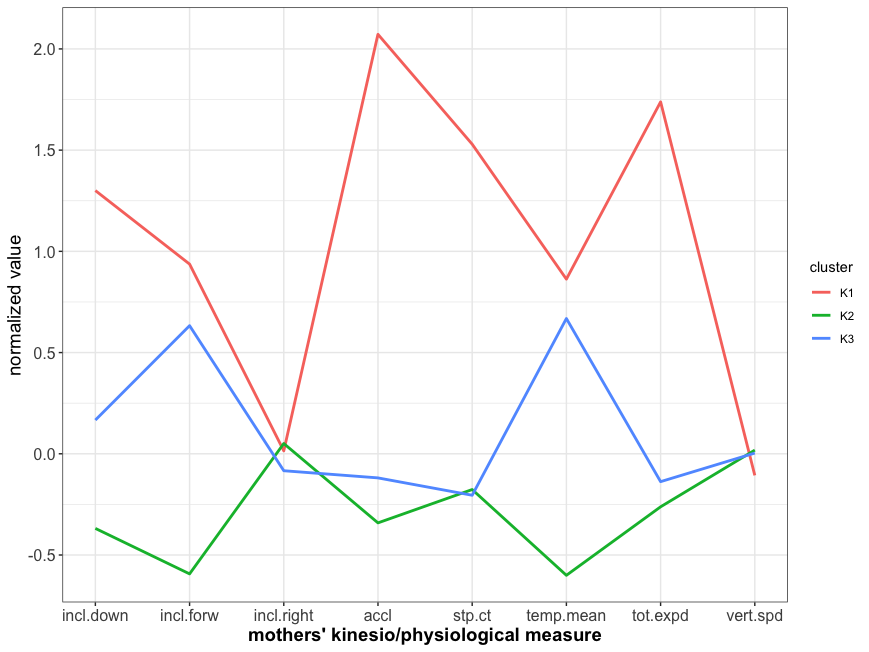 2.0
1.5
1.0
0.5
0.0
-0.5
normalized value
incl.down incl.forw incl.right accl stp.ct temp.mean tot.expd vert.spd
mothers' kinesio/physiological measure
cluster
K1
K2
K3